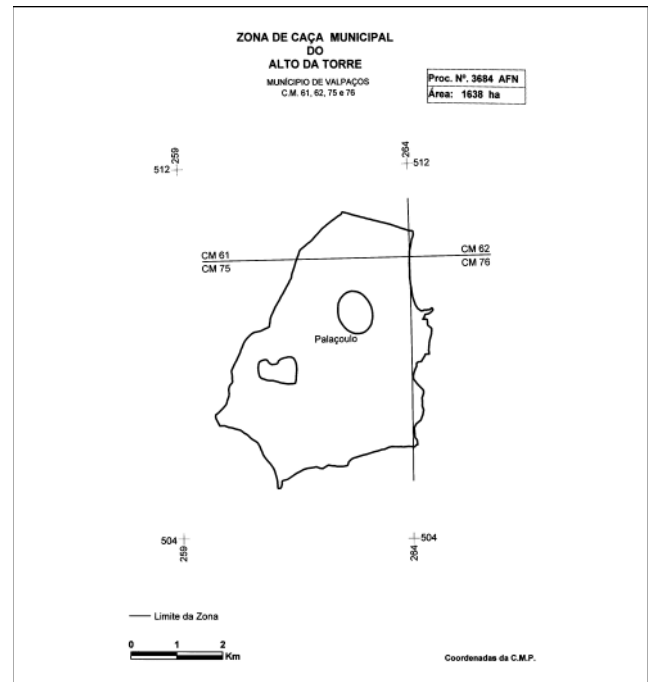 ZONA DE CAÇA MUNICIPAL
DO
ALTO DA TORRE
MUNÍCIPIO DE VALPAÇOS
C.M. 61, 62, 75 e 76
Proc. Nº. 3684 AFN
Área: 1638 ha
259
512
264
512
CM 61
CM 62
CM 75
CM 76
Palaçoulo
504
259
504
264
Limite da Zona
0 1 2
Km
Coordenadas da C.M.P.